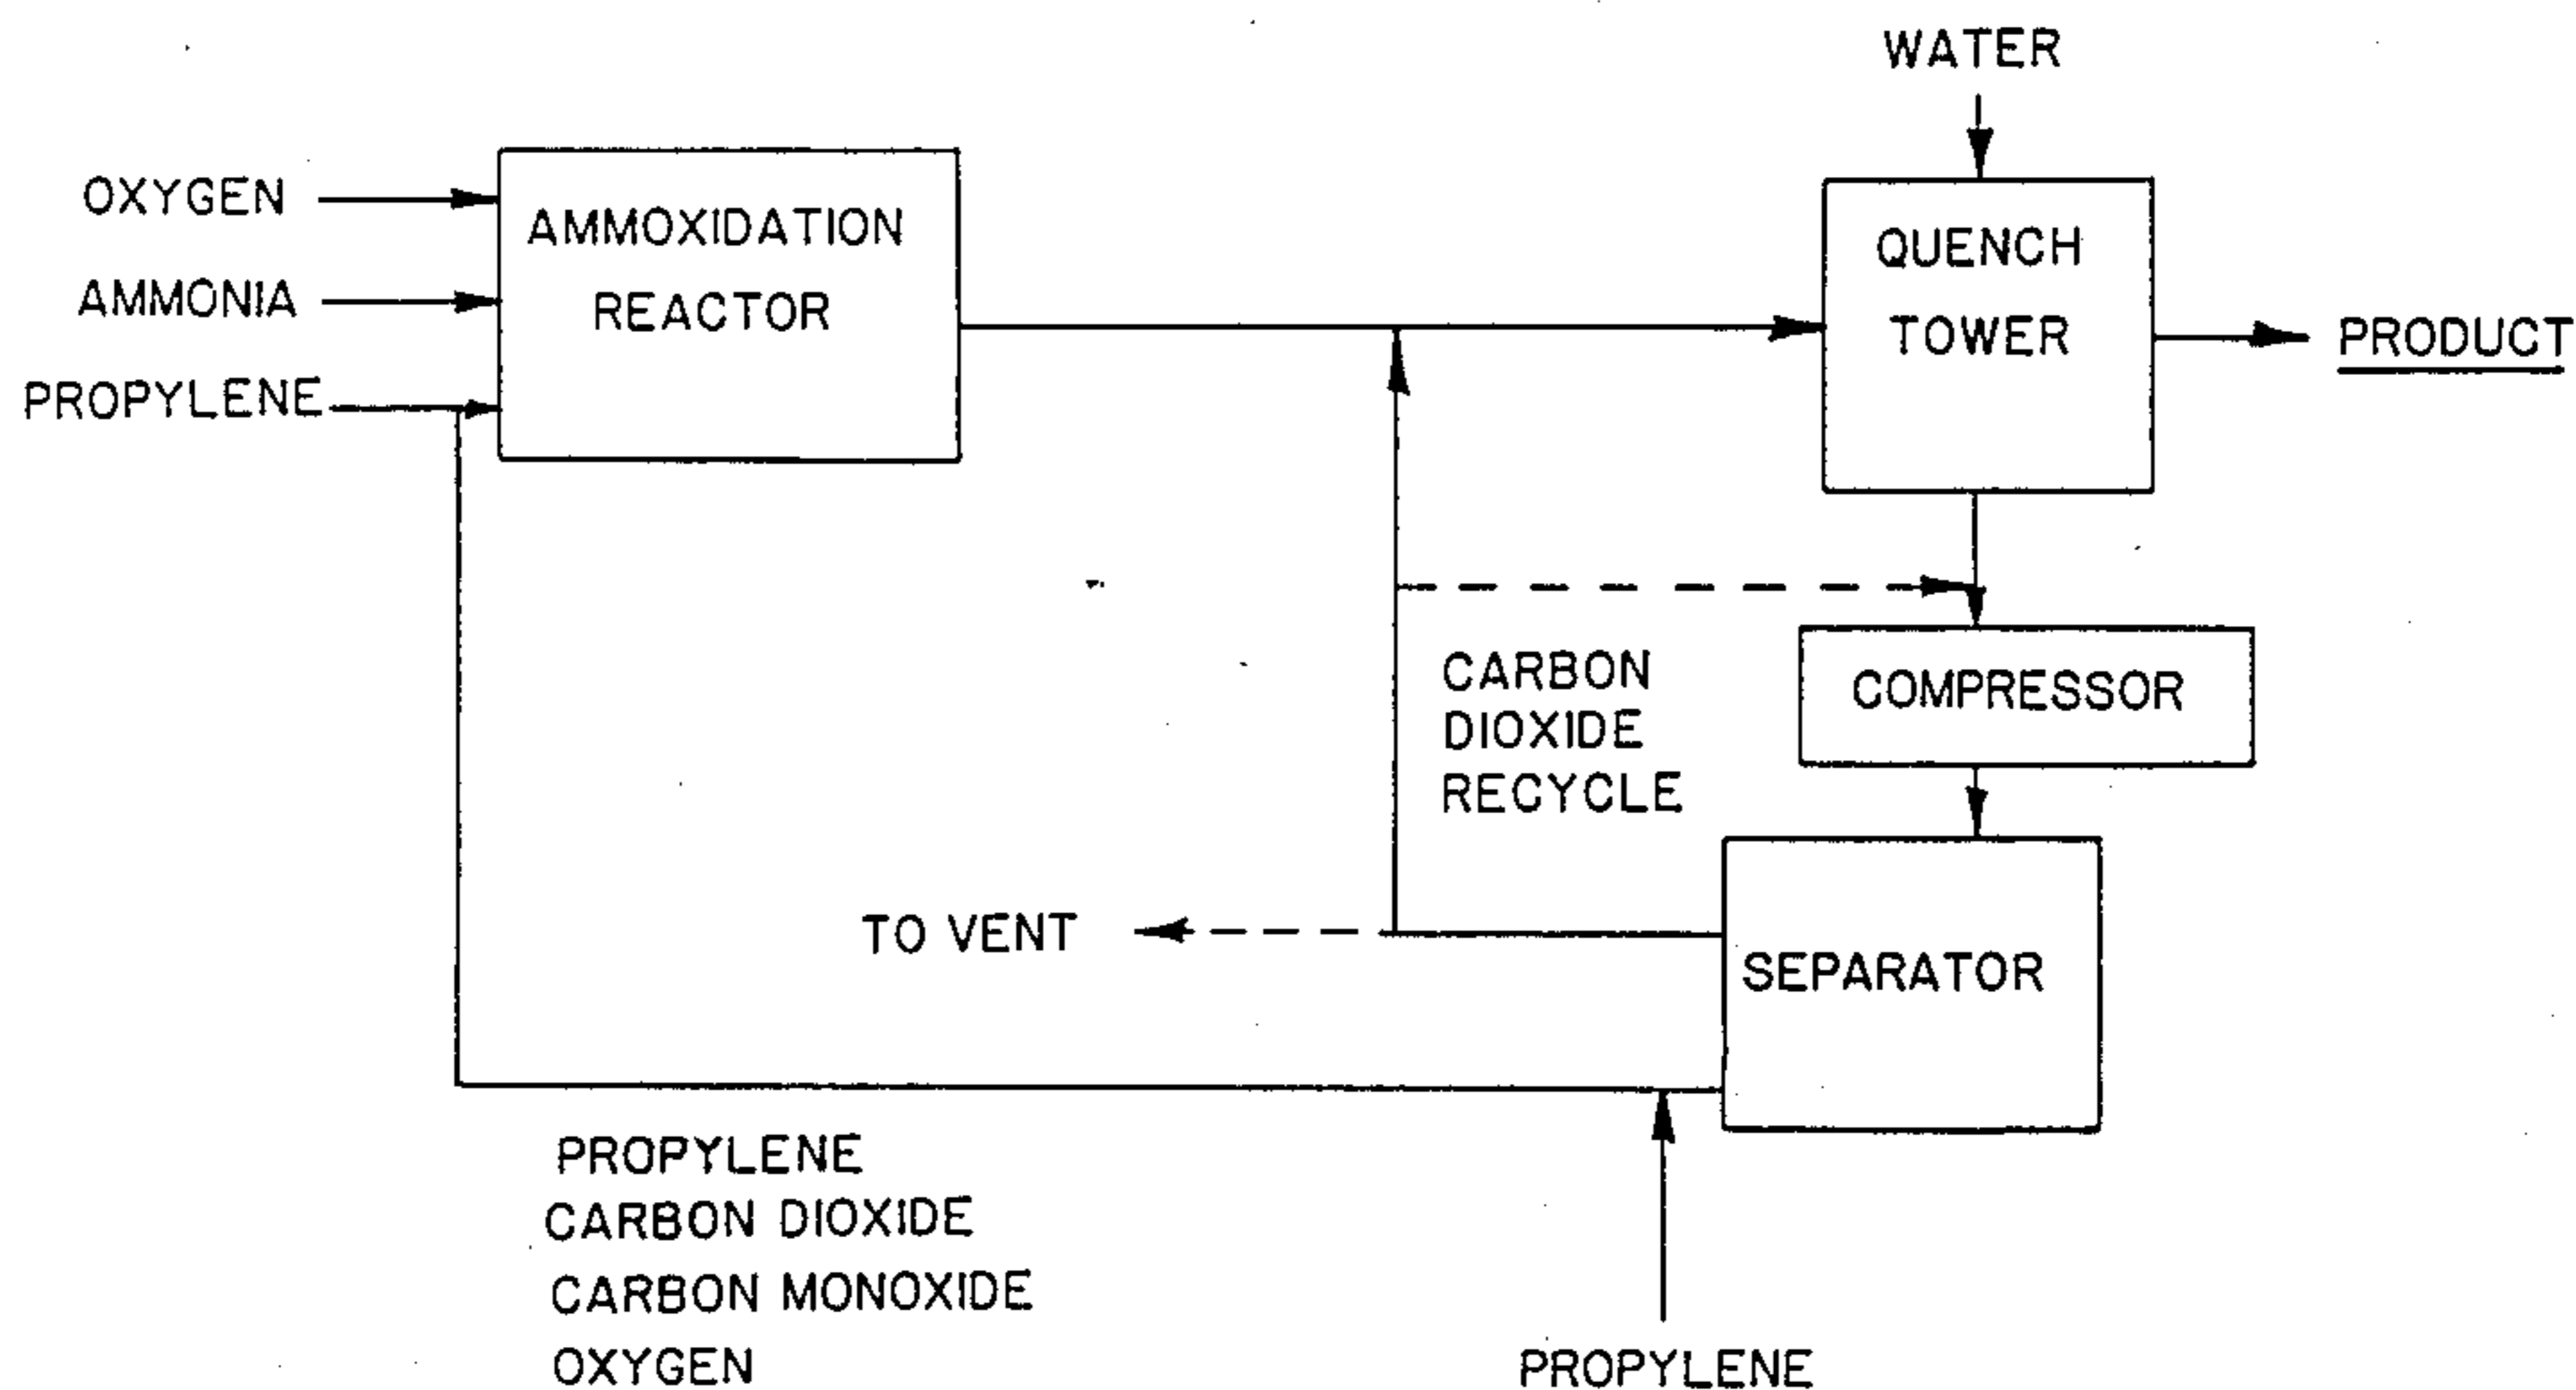 WATER
OXYGEN
AMMONIA
PROPYLENE
AMMOXIDATION
REACTOR
QUENCH
TOWER
PRODUCT
CARBON
DIOXIDE
RECYCLE
COMPRESSOR
TO VENT
SEPARATOR
PROPYLENE
CARBON DIOXIDE
CARBON MONOXIDE
OXYGEN
PROPYLENE